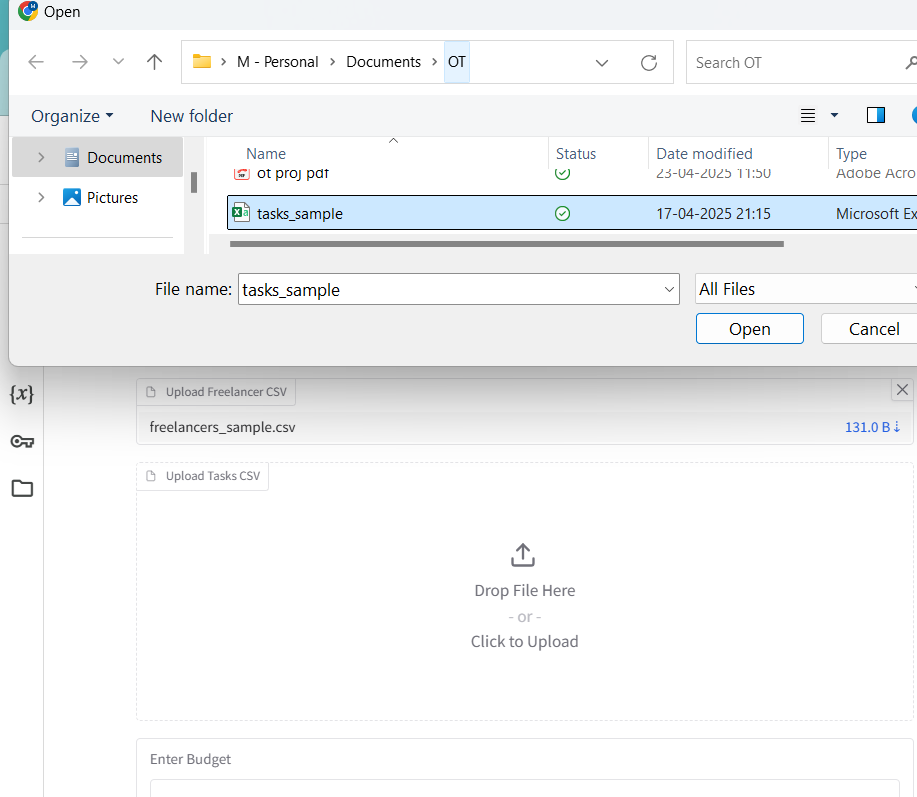 Open
M - Personal > Documents > OT
Search OT
Organize
New folder
Name
Status
Date modified
Type
Documents
ot proj pdf
23-04-2025 11:50
Adobe Acro
Pictures
tasks_sample
17-04-2025 21:15
Microsoft Ex
File name:
tasks_sample
All Files
Open
Cancel
{x}
Upload Freelancer CSV
freelancers_sample.csv
131.0 B ↓
Upload Tasks CSV
Drop File Here
- or -
Click to Upload
Enter Budget